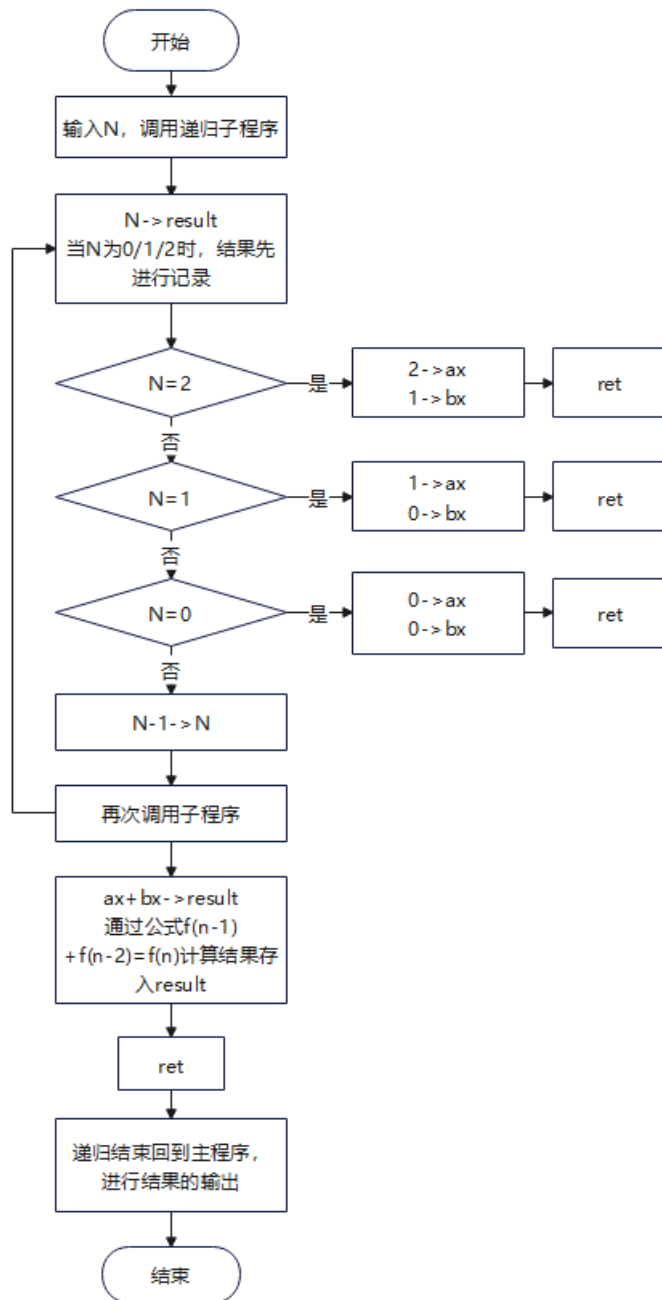 开始
输入N，调用递归子程序
N->result
当N为0/1/2时，结果先
进行记录
N=2
是
2->ax
1->bx
ret
否
N=1
是
1->ax
0->bx
ret
否
N=0
是
0->ax
0->bx
ret
否
N-1->N
再次调用子程序
ax+bx->result
通过公式f(n-1)
+f(n-2)=f(n)计算结果存
入result
ret
递归结束回到主程序，
进行结果的输出
结束